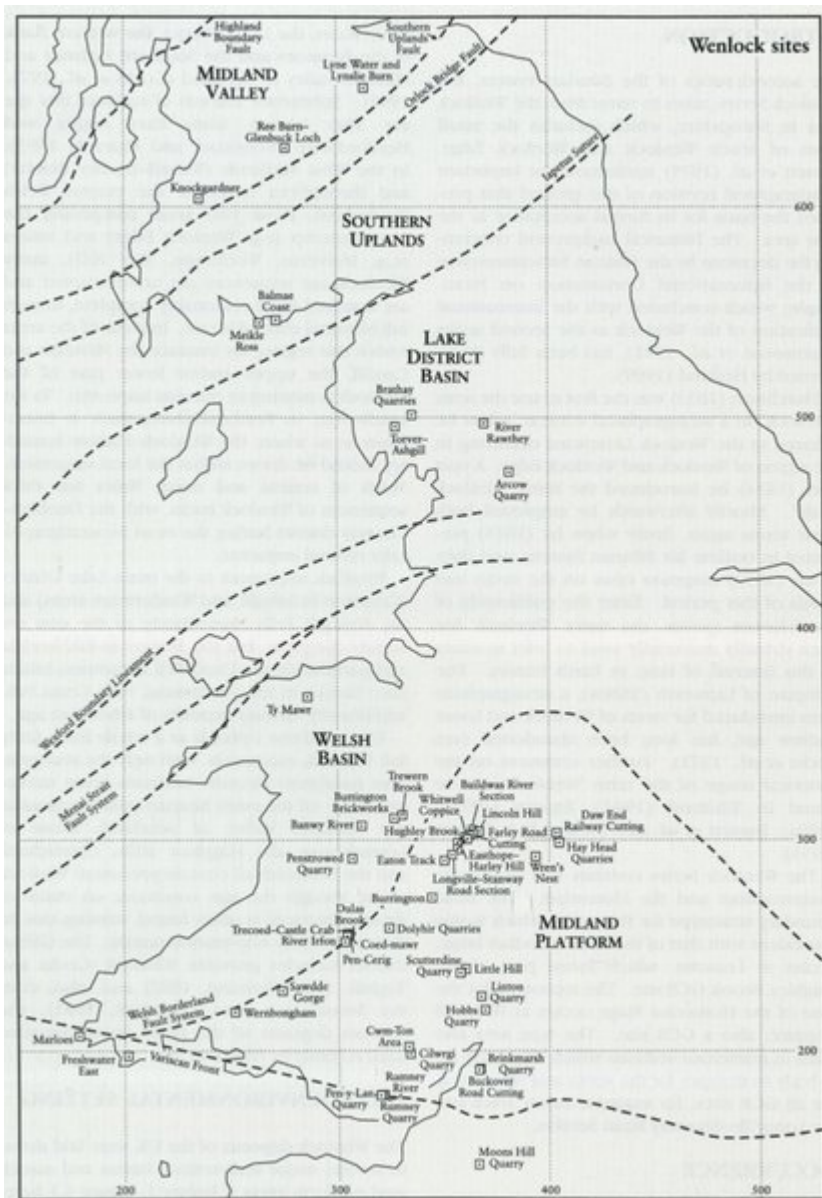 Wenlock sites
Highland
Boundary
Fault
Southern
Uplands
Fault
MIDLAND
VALLEY
Lyne Water and
Lynslie Burn
Orlock Bridge Fault
Ree Burn–
Glenbuck Loch
Iapetus Suture
Knockgardner
600
SOUTHERN
UPLANDS
Balmae
Coast
Meikle
Ross
LAKE
DISTRICT
BASIN
Brathay
Quarries
500
River
Rawthey
Torver–
Ashgill
Arcow
Quarry
400
Wexford Boundary Lineament
Ty Mawr
Menai Strait
Fault System
WELSH
BASIN
Trewern
Brook
Buildwas River
Section
Buttington
Brickworks
Whitwell
Coppice
Lincoln Hill
Daw End
Railway Cutting
Banwy River
Hughley Brook
Farley Road
Cutting
300
Hay Head
Quarries
Penstrowed
Quarry
Eaton Track
Easthope–
Harley Hill
Wren's
Nest
Longville–Stanway
Road Section
Burrington
Dulas
Brook
MIDLAND
PLATFORM
Trecoed–Castle Crab
Dolyhir Quarries
River Irfon
Coed-mawr
Pen-Cerig
Scutterdine
Quarry
Little Hill
Sawdde
Gorge
Linton
Quarry
Welsh Borderland
Fault System
Wernbongham
Hobbs
Quarry
Marloes
Cwm-Ton
Area
200
Freshwater
East
Variscan Front
Cilwrgi
Quarry
Brinkmarsh
Quarry
Rumney
River
Buckover
Road Cutting
Pen-y-Lan
Quarry
Rumney
Quarry
Moons Hill
Quarry
200
300
400
500